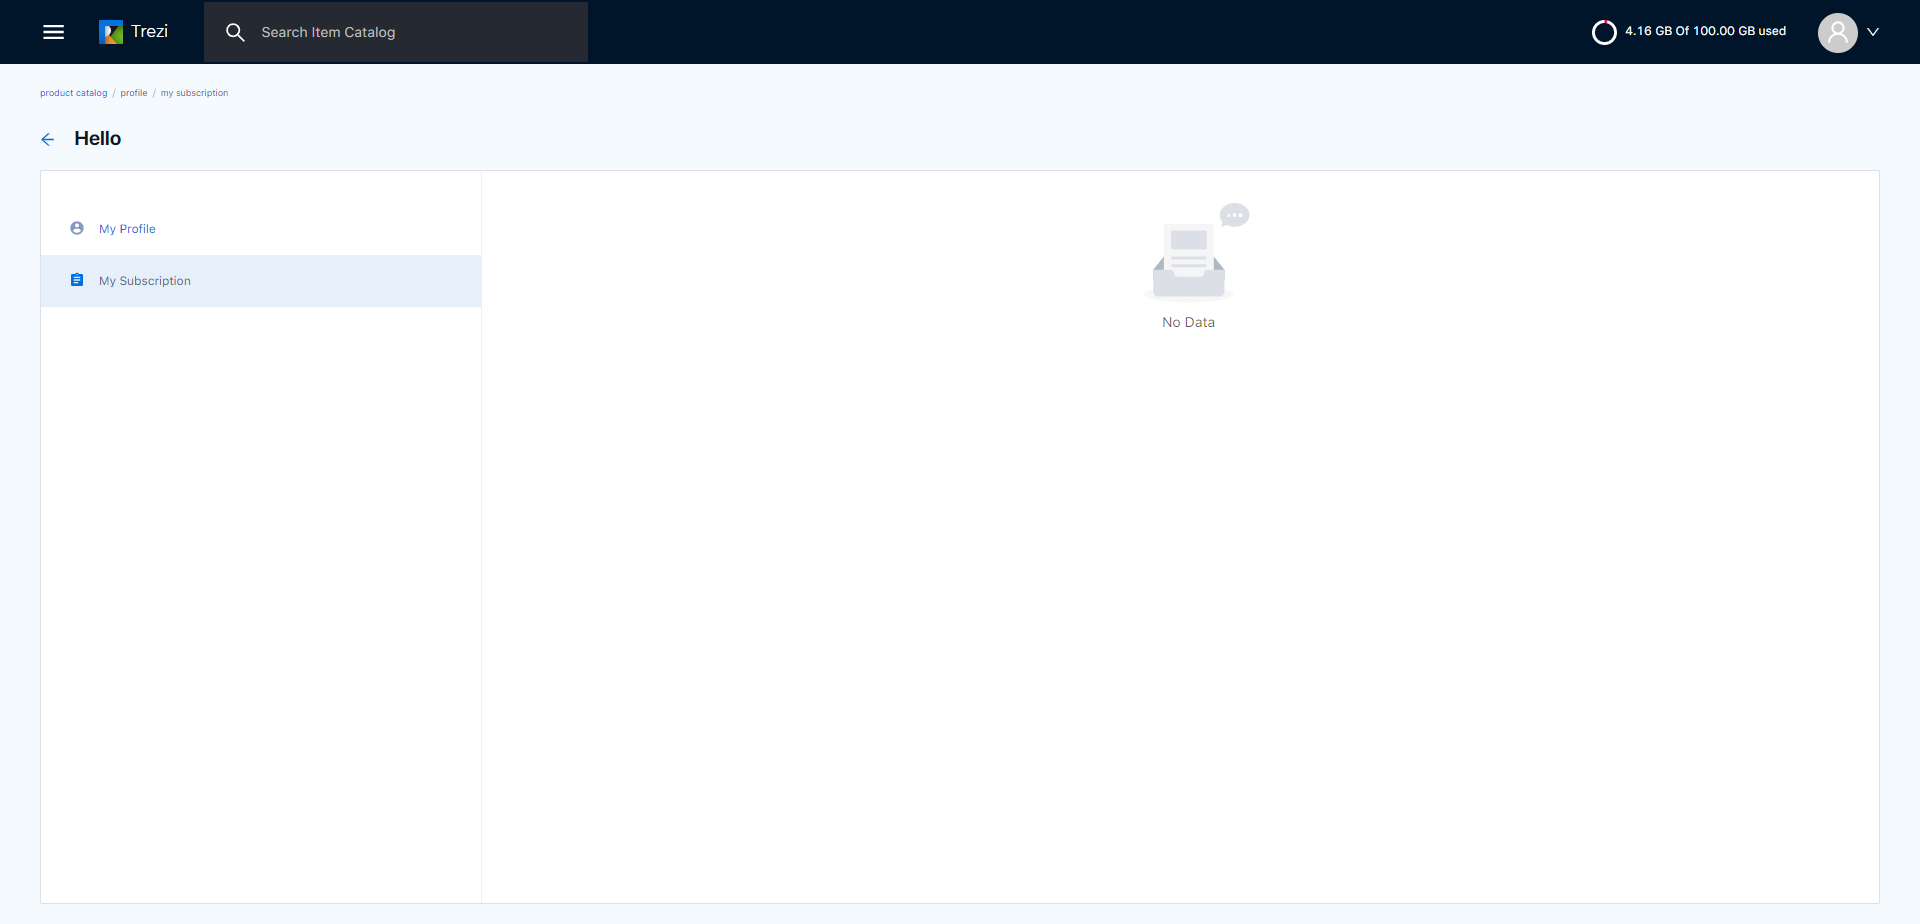 Trezi
Search Item Catalog
4.16 GB Of 100.00 GB used
product catalog / profile / my subscription
Hello
My Profile
My Subscription
No Data